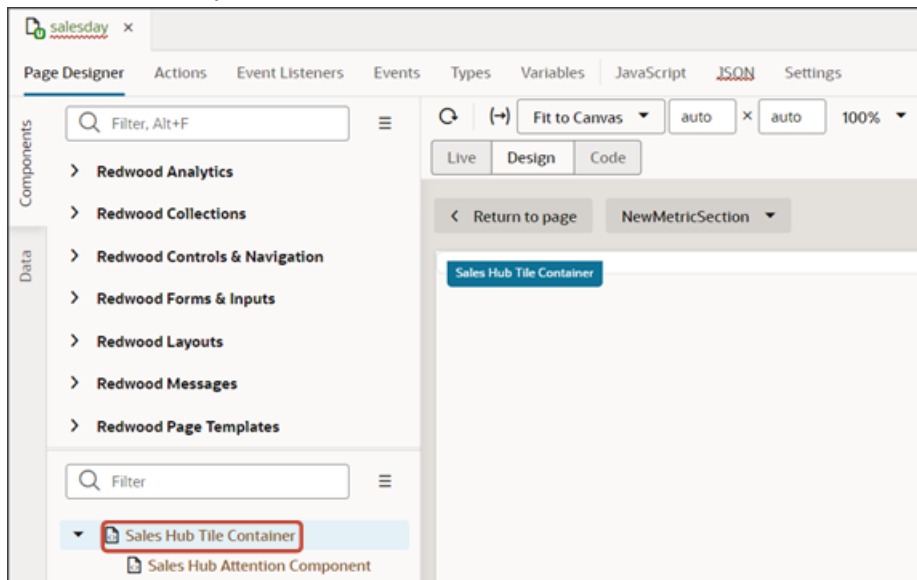 salesday ×
Page Designer Actions Event Listeners Events Types Variables JavaScript JSON Settings
Components
Data
Filter, Alt+F
Redwood Analytics
Redwood Collections
Redwood Controls & Navigation
Redwood Forms & Inputs
Redwood Layouts
Redwood Messages
Redwood Page Templates
Filter
Sales Hub Tile Container
Sales Hub Attention Component
Fit to Canvas auto × auto 100%
Live Design Code
Return to page NewMetricSection
Sales Hub Tile Container